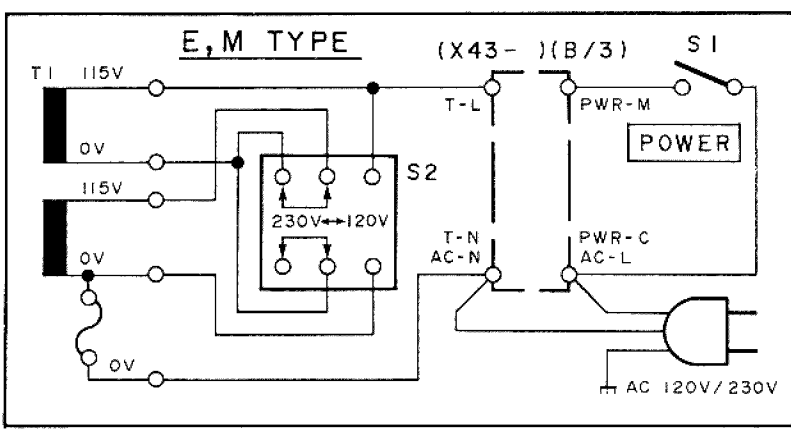 E, M TYPE
(X43-   )(B/3)
S1
T1
115V
T-L
PWR-M
POWER
0V
S2
115V
230V↔120V
T-N
AC-N
PWR-C
AC-L
0V
0V
AC 120V/230V